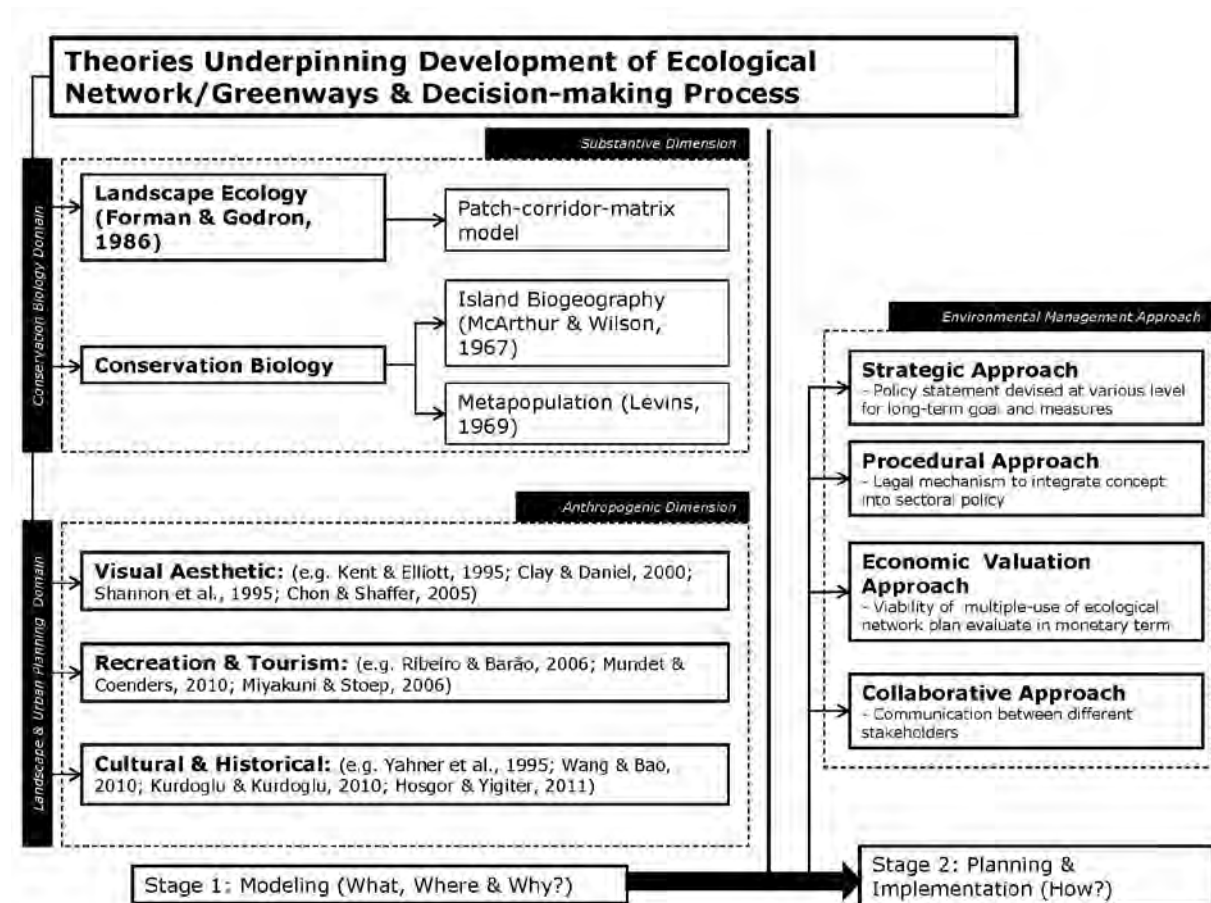 Theories Underpinning Development of Ecological
Network/Greenways & Decision-making Process
Substantive Dimension
Conservation Biology Domain
Landscape Ecology
(Forman & Godron,
1986)
Patch-corridor-matrix
model
Island Biogeography
(McArthur & Wilson,
1967)
Conservation Biology
Metapopulation (Levins,
1969)
Anthropogenic Dimension
Landscape & Urban Planning Domain
Visual Aesthetic: (e.g. Kent & Elliott, 1995; Clay & Daniel, 2000;
Shannon et al., 1995; Chon & Shaffer, 2005)
Recreation & Tourism: (e.g. Ribeiro & Barão, 2006; Mundet &
Coenders, 2010; Miyakuni & Stoep, 2006)
Cultural & Historical: (e.g. Yahner et al., 1995; Wang & Bao,
2010; Kurdoglu & Kurdoglu, 2010; Hosgor & Yigiter, 2011)
Environmental Management Approach
Strategic Approach
- Policy statement devised at various level
for long-term goal and measures
Procedural Approach
- Legal mechanism to integrate concept
into sectoral policy
Economic Valuation
Approach
- Viability of multiple-use of ecological
network plan evaluate in monetary term
Collaborative Approach
- Communication between different
stakeholders
Stage 1: Modeling (What, Where & Why?)
Stage 2: Planning &
Implementation (How?)